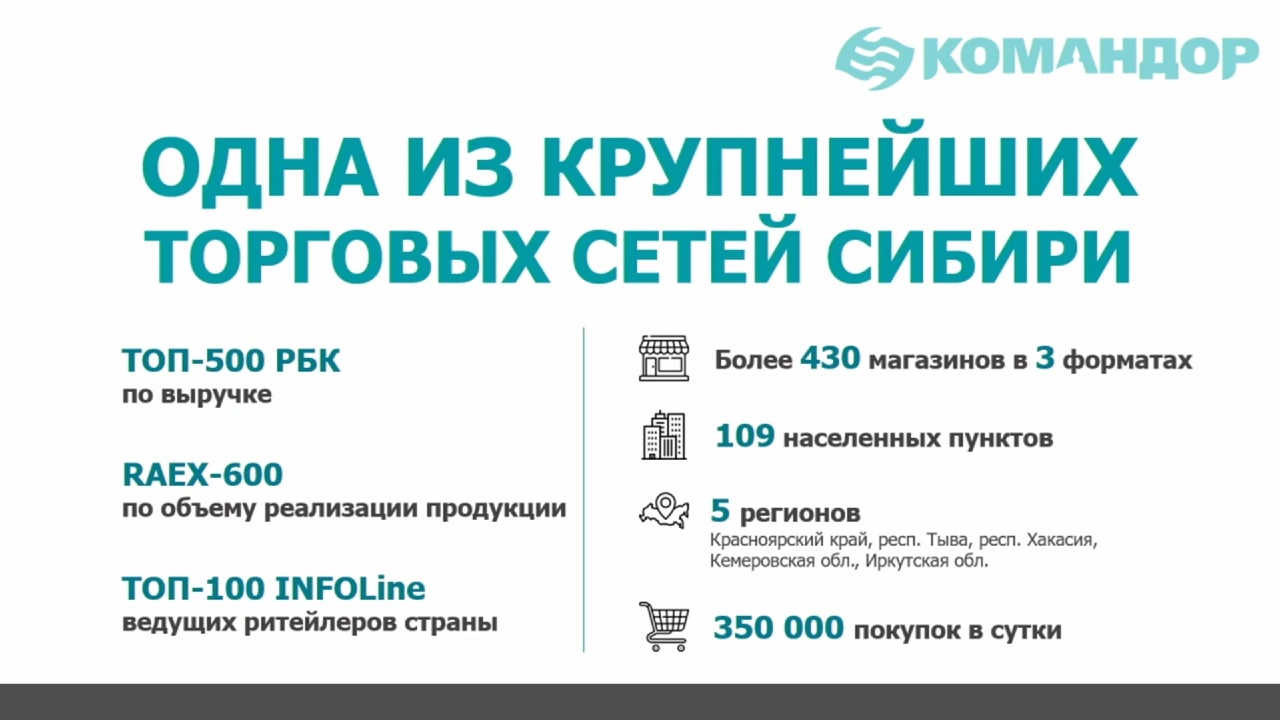 КОМАНДОР
ОДНА ИЗ КРУПНЕЙШИХ
ТОРГОВЫХ СЕТЕЙ СИБИРИ
ТОП-500 РБК
по выручке
RAEX-600
по объему реализации продукции
ТОП-100 INFOLine
ведущих ритейлеров страны
Более 430 магазинов в 3 форматах
109 населенных пунктов
5 регионов
Красноярский край, респ. Тыва, респ. Хакасия,
Кемеровская обл., Иркутская обл.
350 000 покупок в сутки